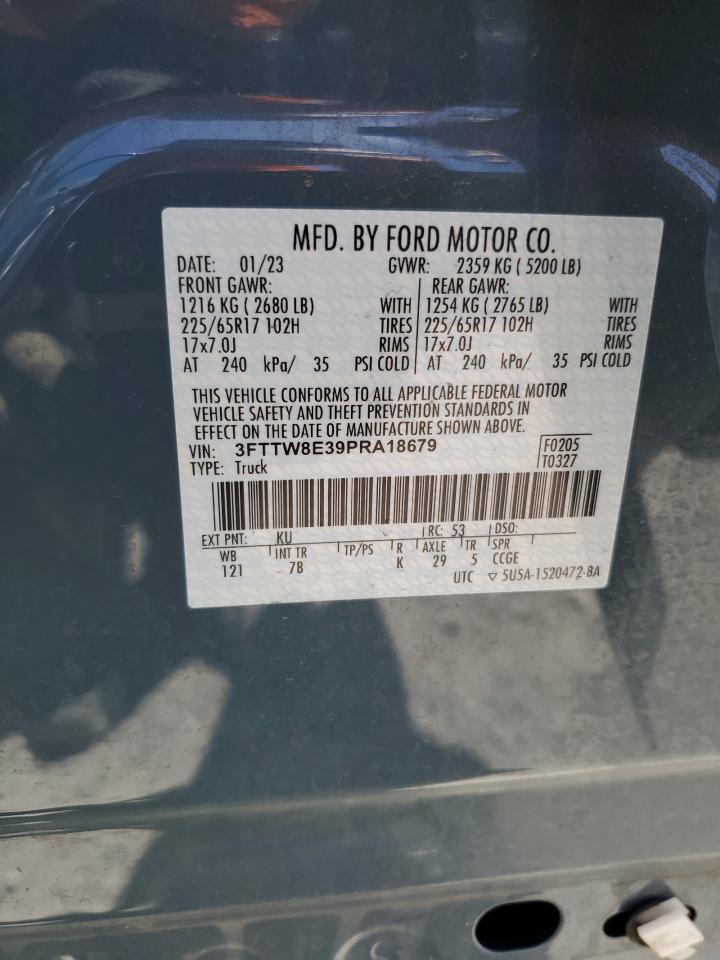 MFD. BY FORD MOTOR CO.
DATE: 01/23 GVWR: 2359 KG ( 5200 LB)
FRONT GAWR: REAR GAWR:
1216 KG ( 2680 LB) WITH 1254 KG ( 2765 LB) WITH
225/65R17 102H TIRES 225/65R17 102H TIRES
17x7.0J RIMS 17x7.0J RIMS
AT 240 kPa/ 35 PSI COLD AT 240 kPa/ 35 PSI COLD
THIS VEHICLE CONFORMS TO ALL APPLICABLE FEDERAL MOTOR
VEHICLE SAFETY AND THEFT PREVENTION STANDARDS IN
EFFECT ON THE DATE OF MANUFACTURE SHOWN ABOVE.
VIN: 3FTTW8E39PRA18679 F0205
TYPE: Truck T0327
EXT PNT: KU RC: 53 DSO:
WB INT TR TP/PS R AXLE TR SPR
121 7B K 29 5 CCGE
UTC ▽ 5U5A-1520472-BA